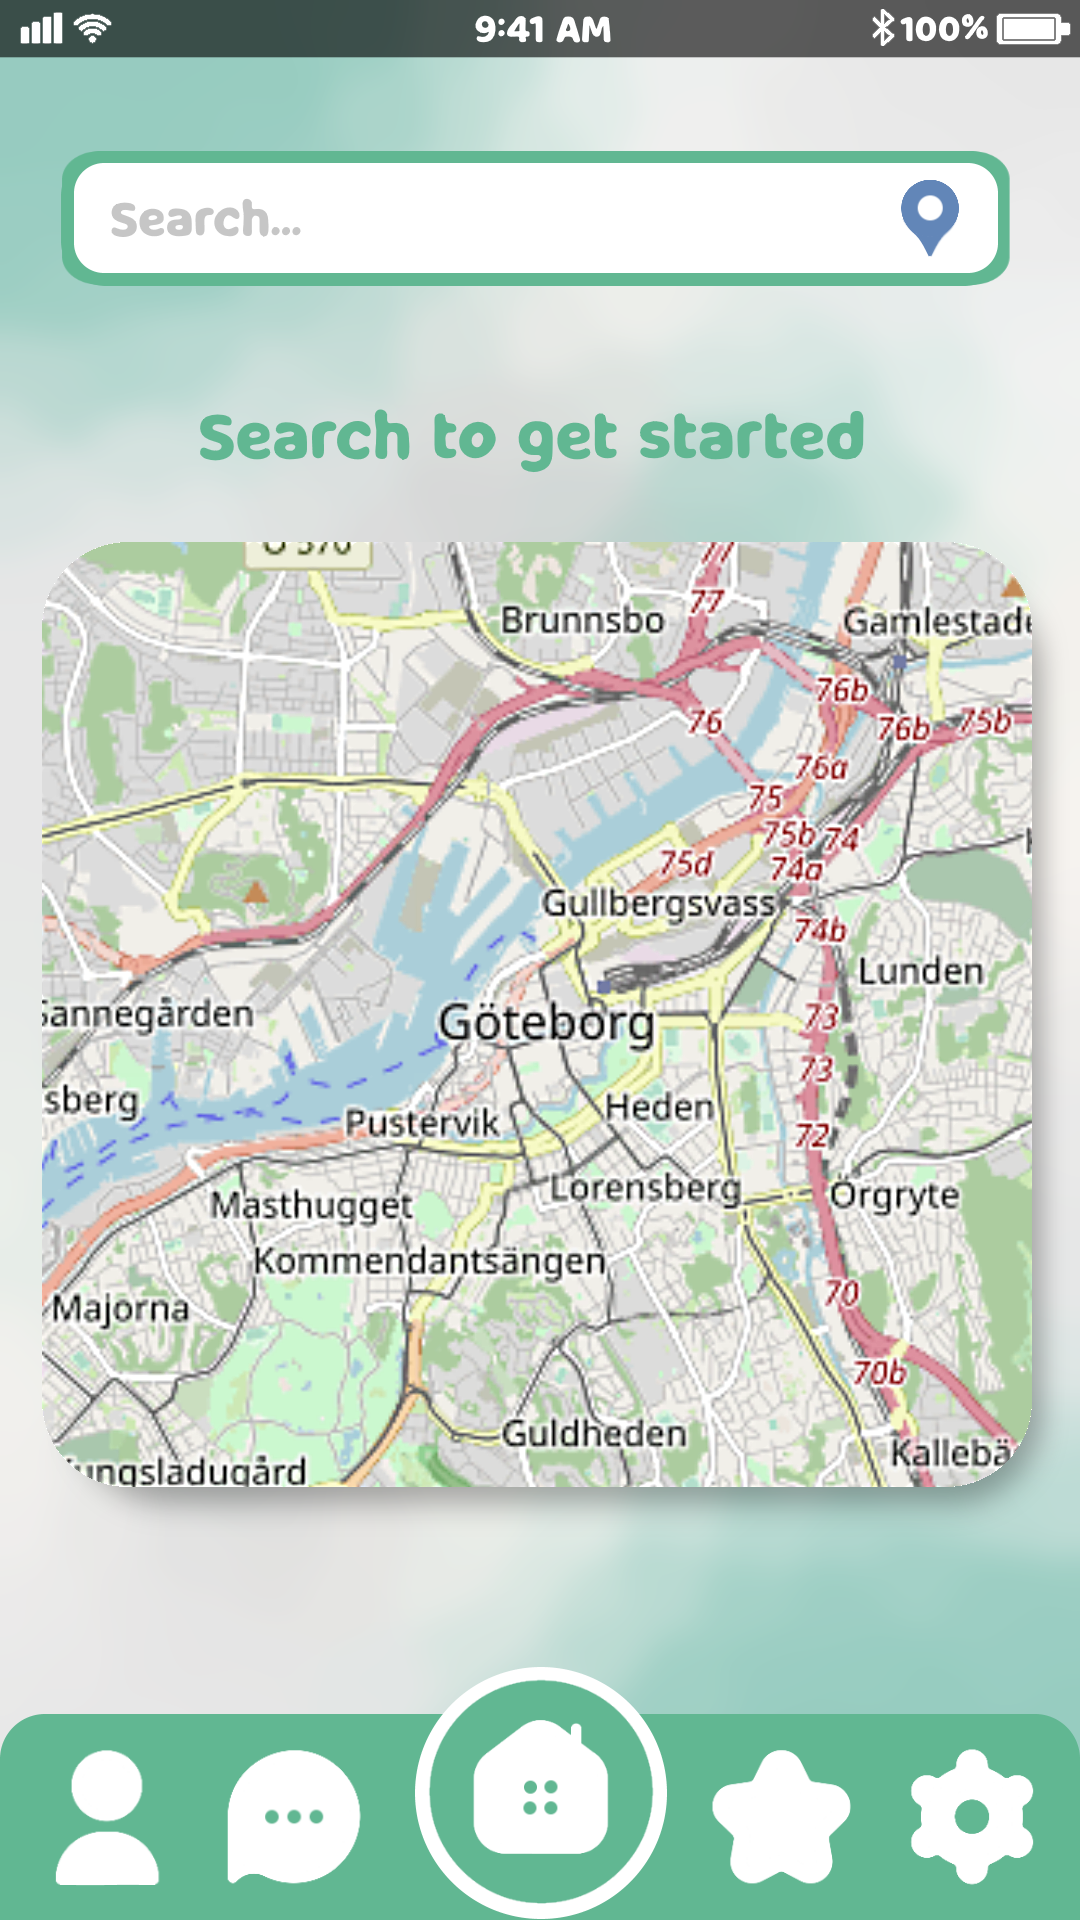 9:41 AM
100%
Search...
Search to get started
77
77
Brunnsbo
Gamlestade
76b
76
76b
75b
76a
75
75b
74
75d
74a
Gullbergsvass
74b
Lunden
Sannegården
Göteborg
73
73
sberg
Heden
Pustervik
72
Lorensberg
Örgryte
Masthugget
Kommendantsängen
70
Majorna
70b
Guldheden
Kallebä
ungsladugård